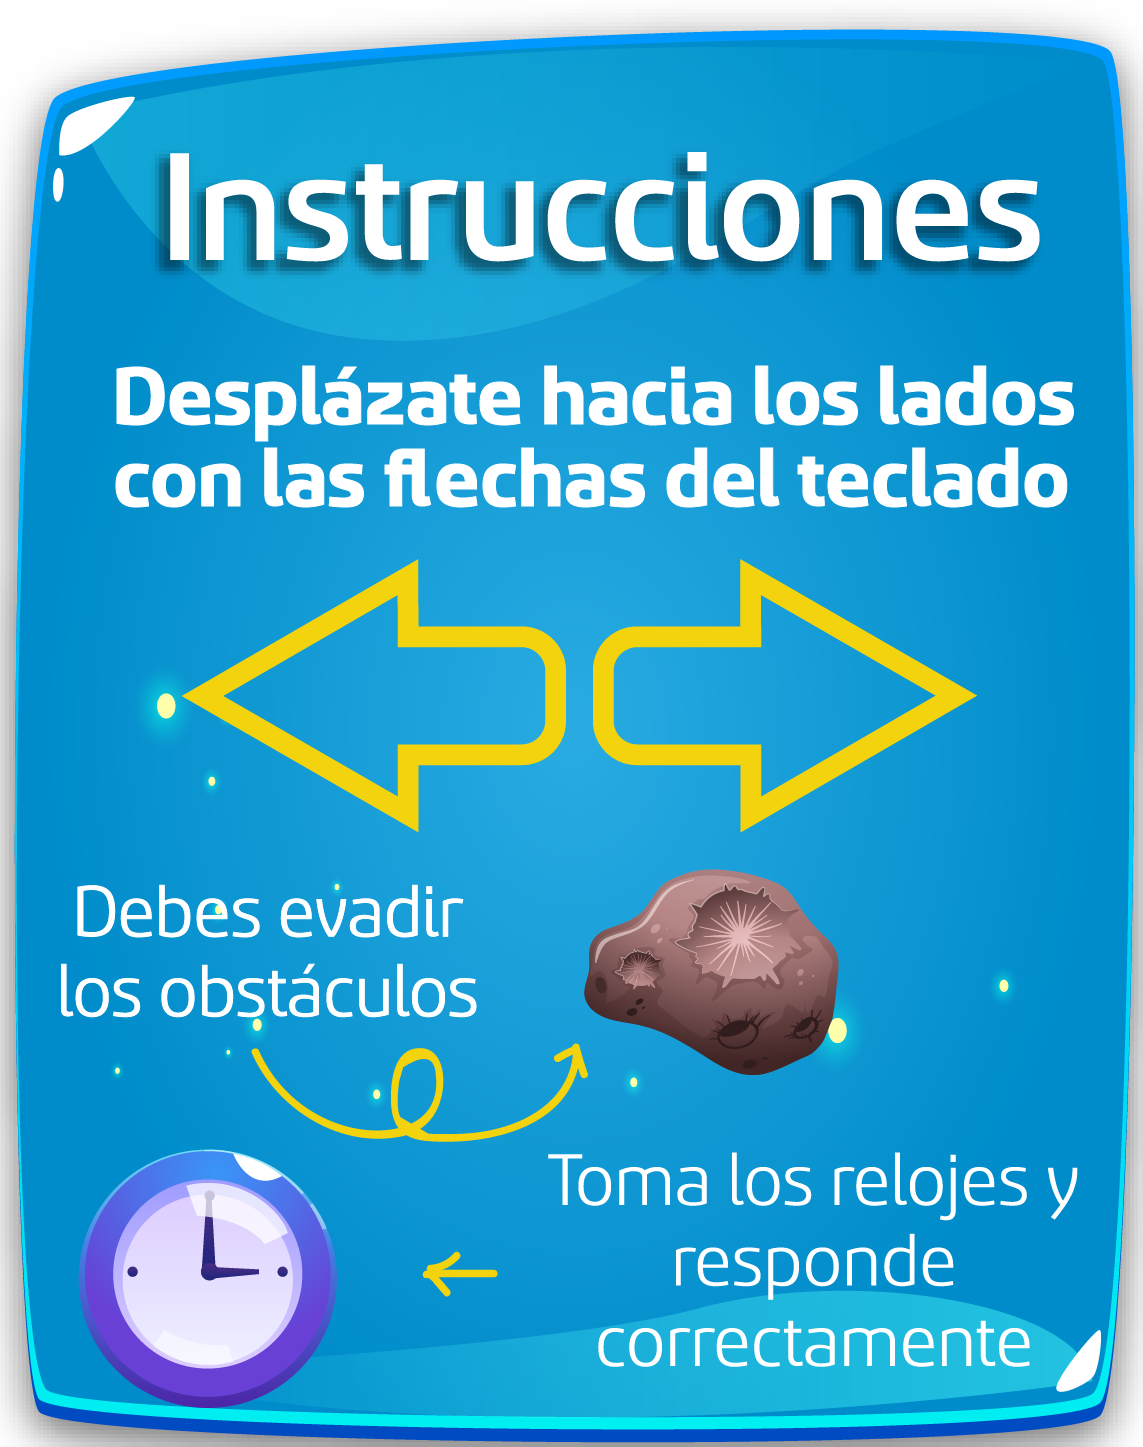 Instrucciones
Desplázate hacia los lados
con las flechas del teclado
Debes evadir
los obstáculos
Toma los relojes y
responde
correctamente